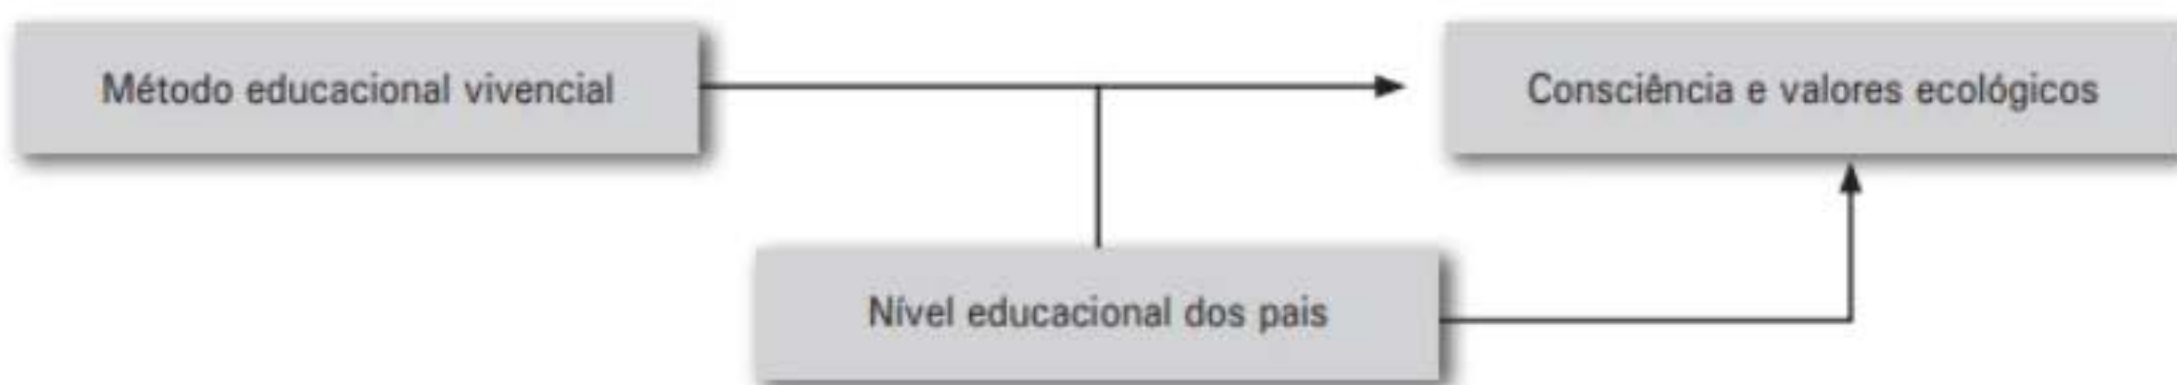 Método educacional vivencial
Consciência e valores ecológicos
Nível educacional dos pais